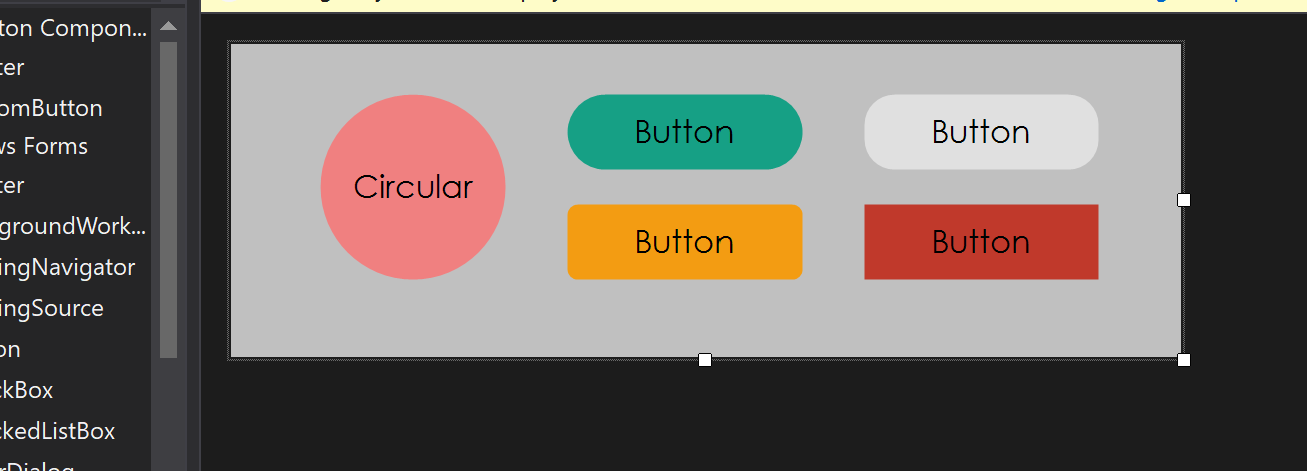 ton Compon...
ter
omButton
ws Forms
ter
groundWork...
ingNavigator
ingSource
on
ckBox
ckedListBox
rDialog
Circular
Button
Button
Button
Button